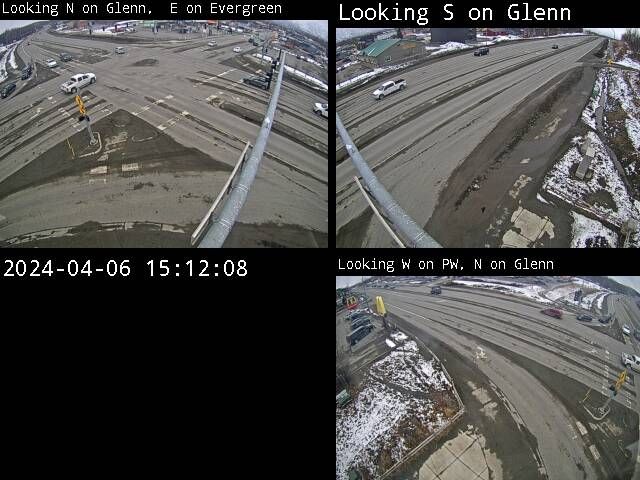 Looking N on Glenn,  E on Evergreen
Looking S on Glenn
2024-04-06 15:12:08
Looking W on PW, N on Glenn